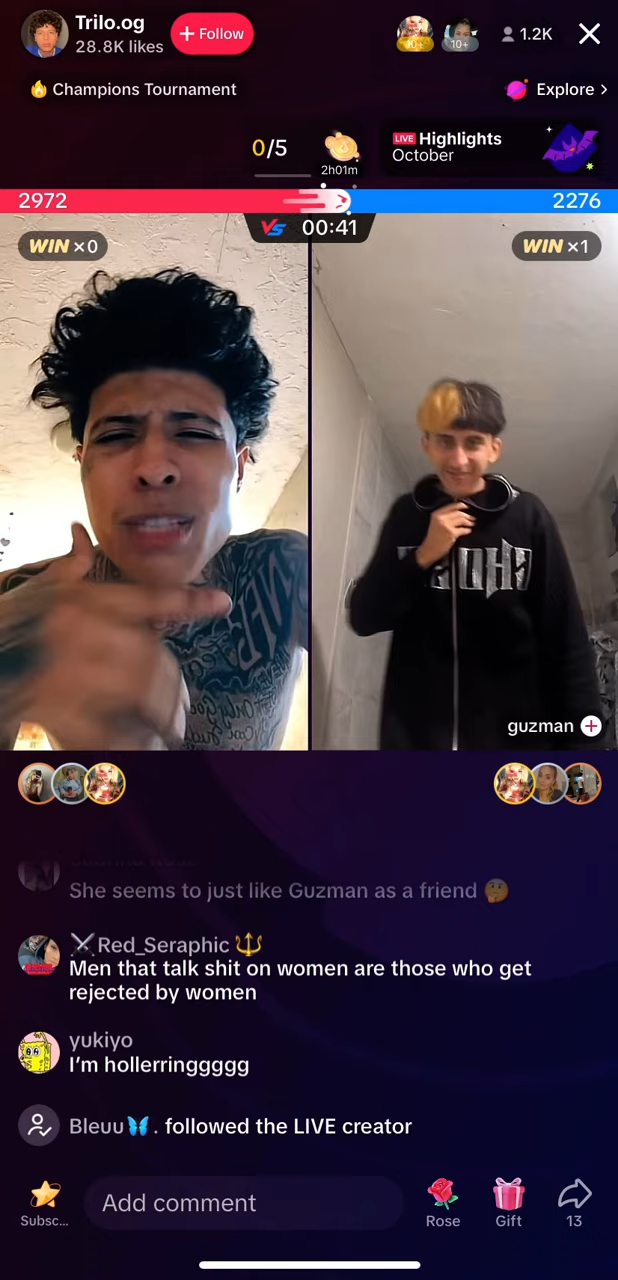 Trilo.og
28.8K likes
+ Follow
10+
10+
1.2K
Champions Tournament
Explore >
0/5
2h01m
LIVE Highlights
October
2972
2276
VS 00:41
WIN ×0
WIN ×1
guzman
She seems to just like Guzman as a friend 🤔
⚔Red_Seraphic 🔱
Men that talk shit on women are those who get
rejected by women
yukiyo
I'm hollerringgggg
Bleuu🦋 . followed the LIVE creator
Subsc...
Add comment
Rose
Gift
13